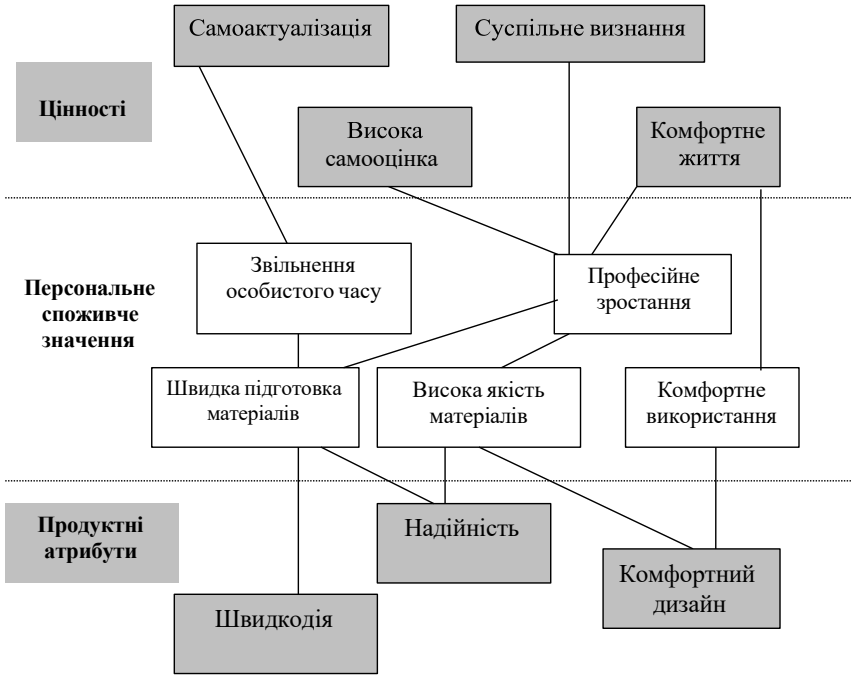 Самоактуалізація
Суспільне визнання
Цінності
Висока
самооцінка
Комфортне
життя
Персональне
споживче
значення
Звільнення
особистого часу
Професійне
зростання
Швидка підготовка
матеріалів
Висока якість
матеріалів
Комфортне
використання
Продуктні
атрибути
Надійність
Комфортний
дизайн
Швидкодія